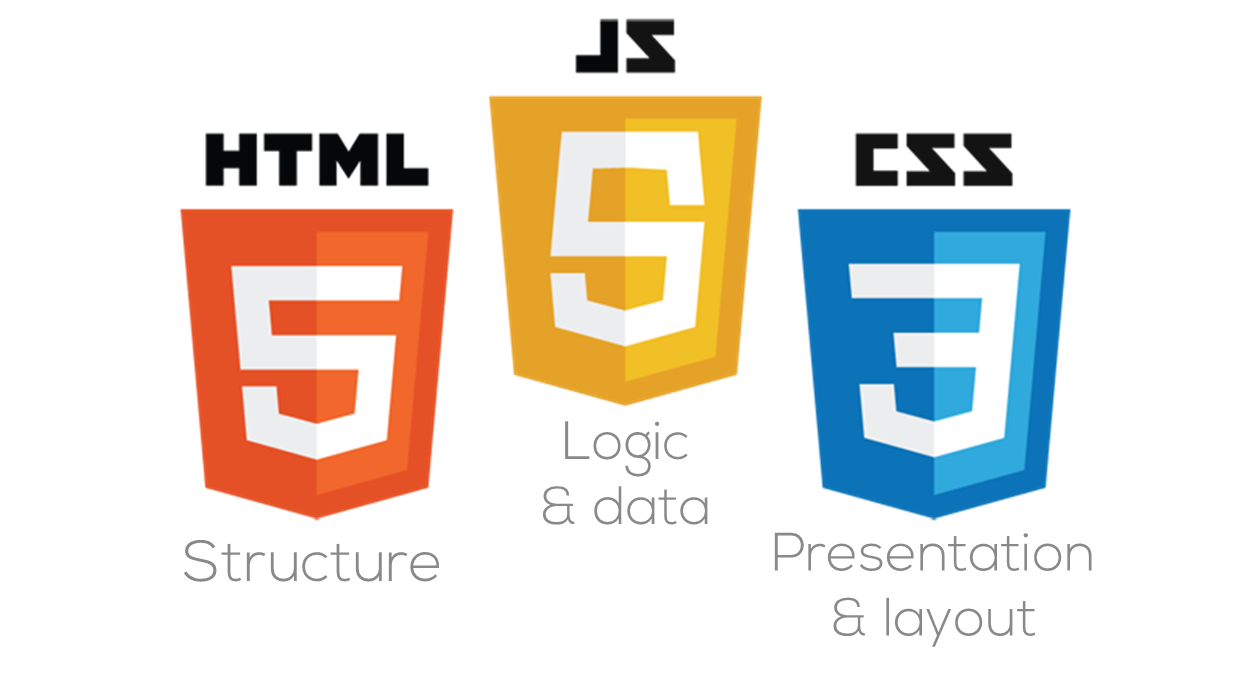 HTML
5
Structure
JS
5
Logic
& data
CSS
3
Presentation
& layout